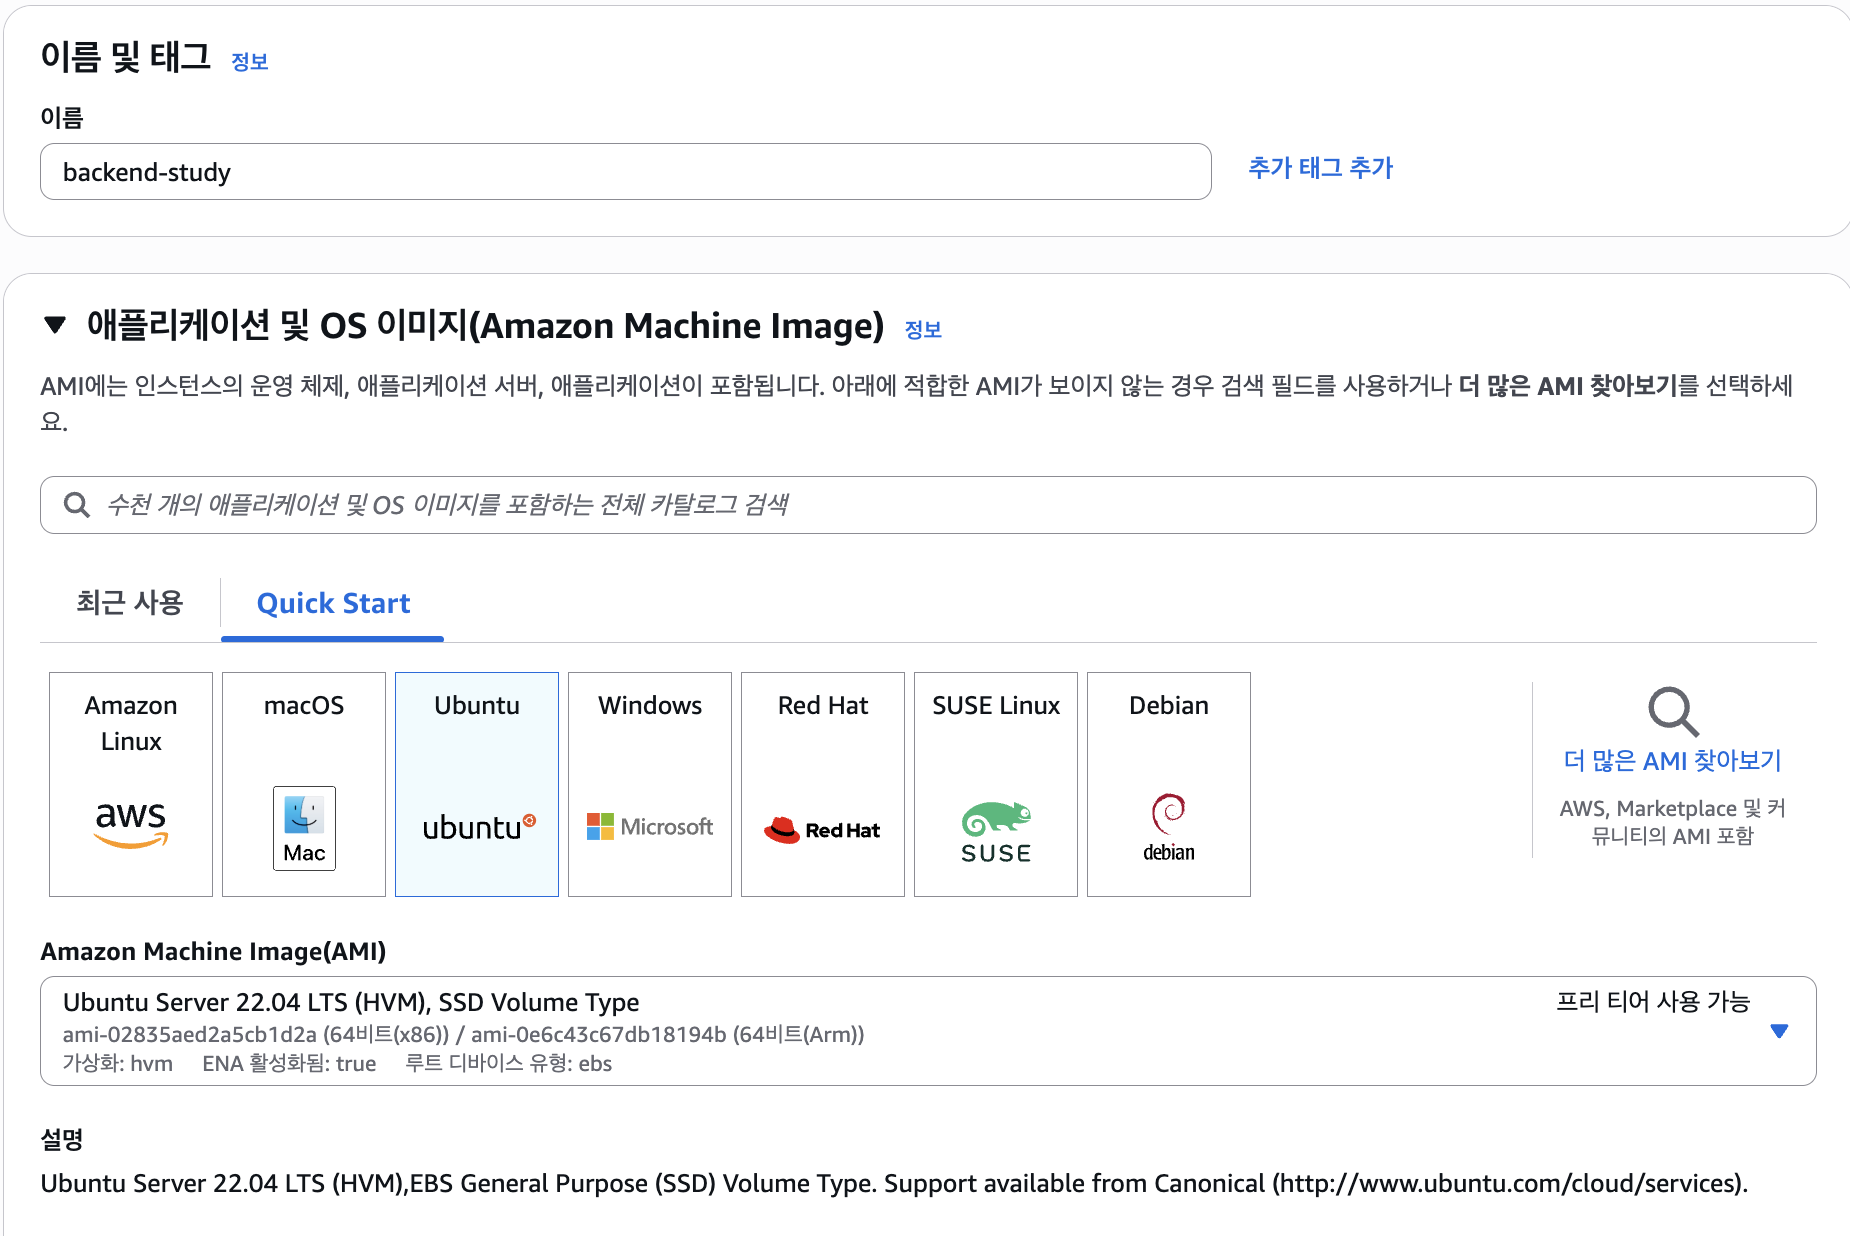 이름 및 태그 정보
이름
backend-study
추가 태그 추가
애플리케이션 및 OS 이미지(Amazon Machine Image) 정보
AMI에는 인스턴스의 운영 체제, 애플리케이션 서버, 애플리케이션이 포함됩니다. 아래에 적합한 AMI가 보이지 않는 경우 검색 필드를 사용하거나 더 많은 AMI 찾아보기를 선택하세
요.
수천 개의 애플리케이션 및 OS 이미지를 포함하는 전체 카탈로그 검색
최근 사용
Quick Start
Amazon
Linux
aws
macOS
Mac
Ubuntu
ubuntu
Windows
Microsoft
Red Hat
Red Hat
SUSE Linux
SUSE
Debian
debian
더 많은 AMI 찾아보기
AWS, Marketplace 및 커
뮤니티의 AMI 포함
Amazon Machine Image(AMI)
Ubuntu Server 22.04 LTS (HVM), SSD Volume Type
프리 티어 사용 가능
ami-02835aed2a5cb1d2a (64비트(x86)) / ami-0e6c43c67db18194b (64비트(Arm))
가상화: hvm ENA 활성화됨: true 루트 디바이스 유형: ebs
설명
Ubuntu Server 22.04 LTS (HVM),EBS General Purpose (SSD) Volume Type. Support available from Canonical (http://www.ubuntu.com/cloud/services).